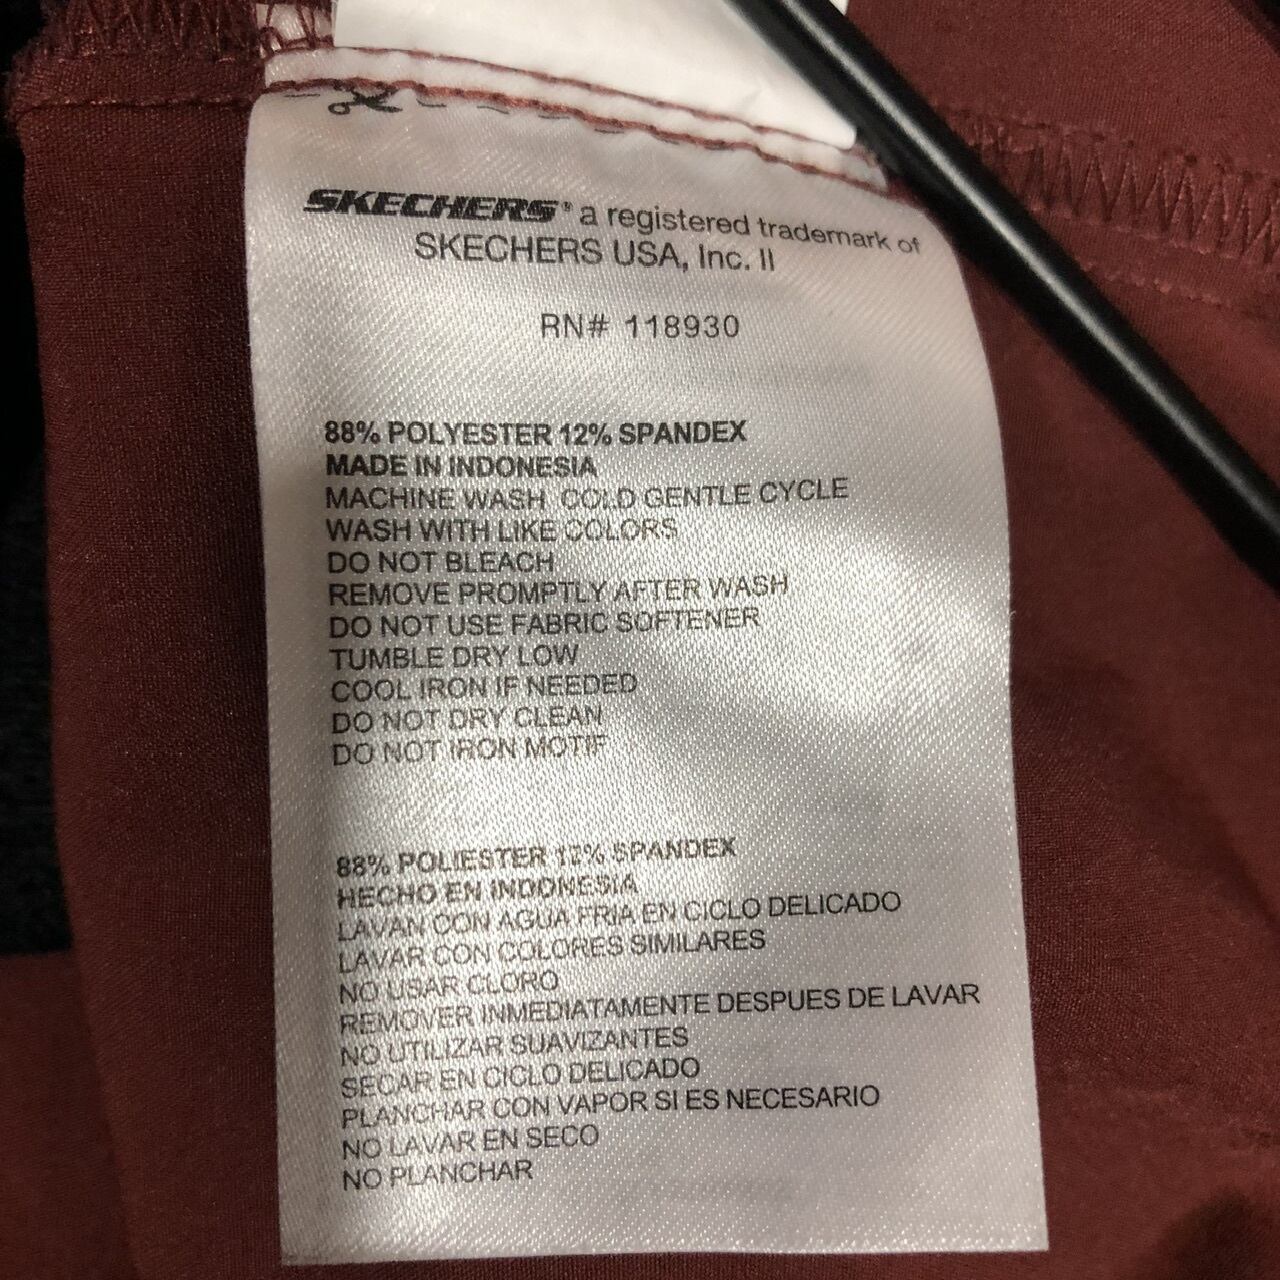 SKECHERS® a registered trademark of
SKECHERS USA, Inc. II
RN# 118930
88% POLYESTER 12% SPANDEX
MADE IN INDONESIA
MACHINE WASH COLD GENTLE CYCLE
WASH WITH LIKE COLORS
DO NOT BLEACH
REMOVE PROMPTLY AFTER WASH
DO NOT USE FABRIC SOFTENER
TUMBLE DRY LOW
COOL IRON IF NEEDED
DO NOT DRY CLEAN
DO NOT IRON MOTIF
88% POLIESTER 12% SPANDEX
HECHO EN INDONESIA
LAVAN CON AGUA FRIA EN CICLO DELICADO
LAVAR CON COLORES SIMILARES
NO USAR CLORO
REMOVER INMEDIATAMENTE DESPUES DE LAVAR
NO UTILIZAR SUAVIZANTES
SECAR EN CICLO DELICADO
PLANCHAR CON VAPOR SI ES NECESARIO
NO LAVAR EN SECO
NO PLANCHAR